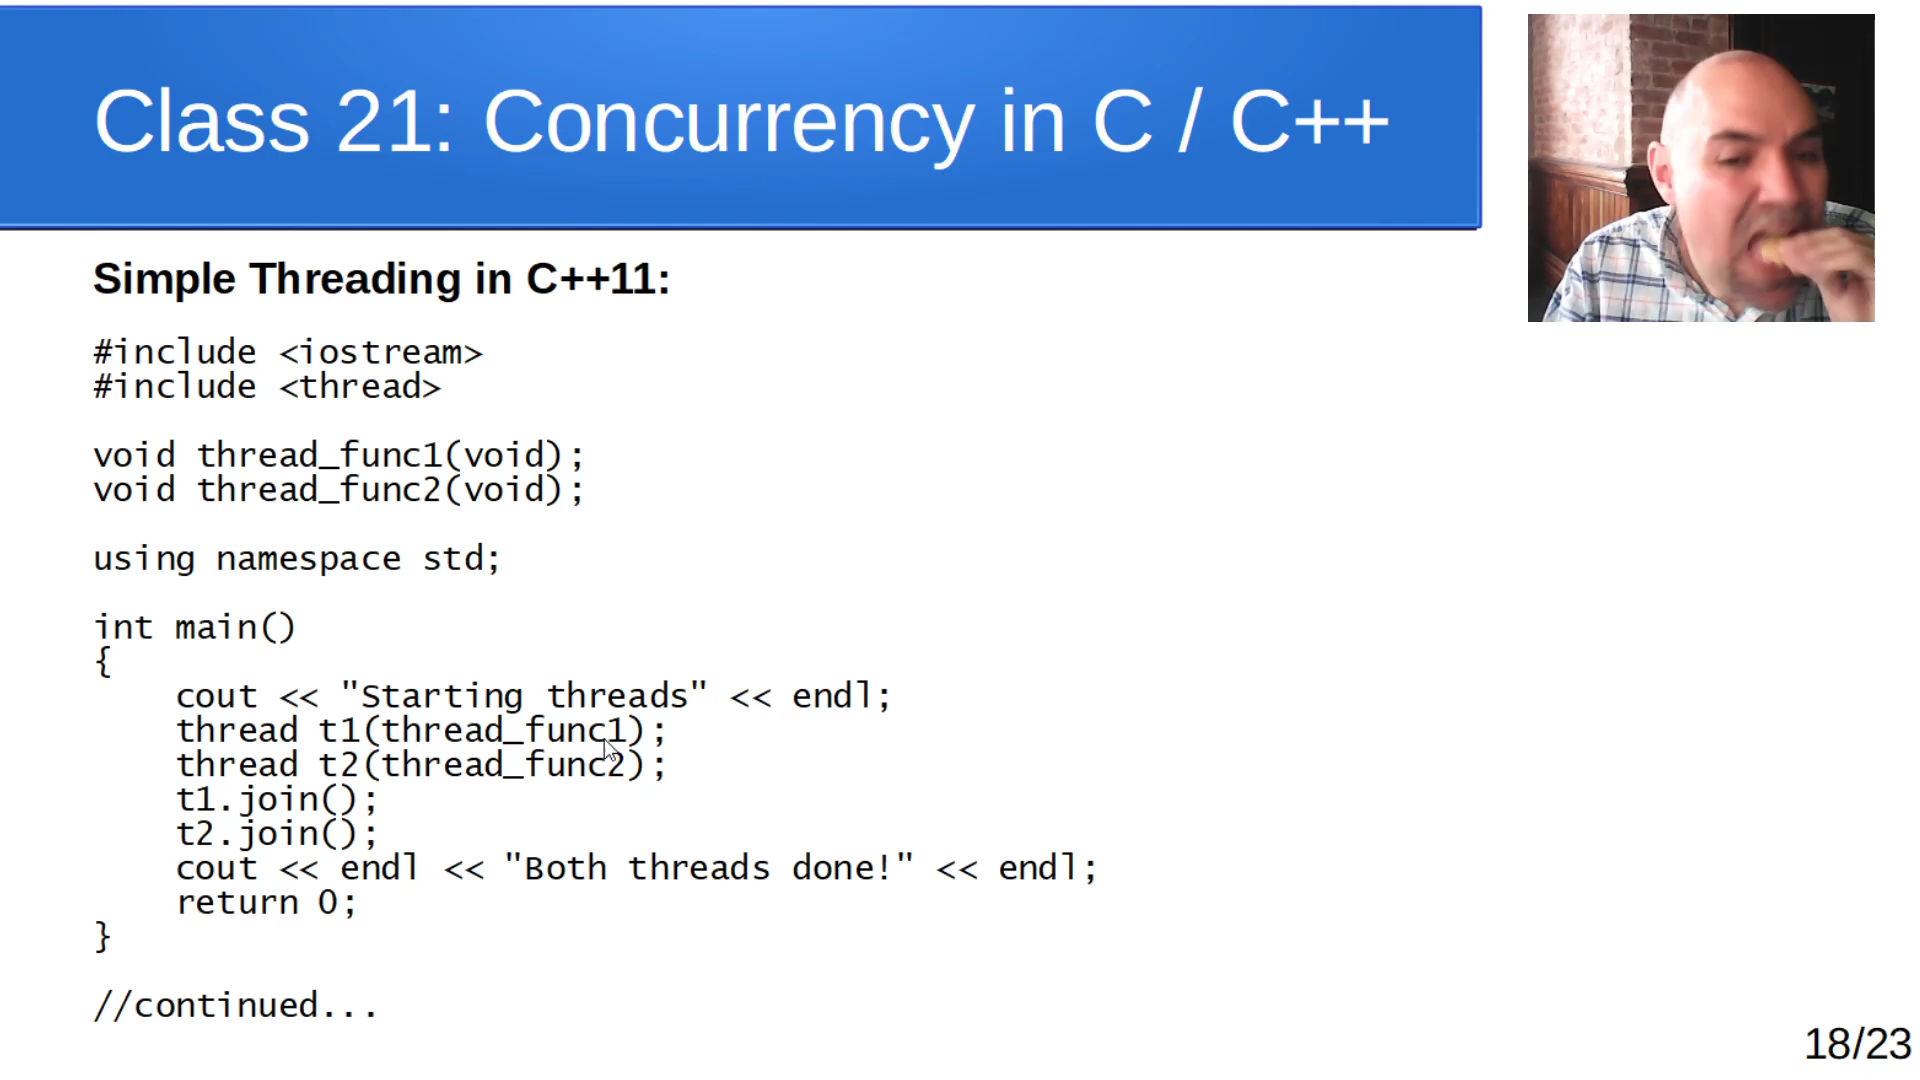 Class 21: Concurrency in C / C++
Simple Threading in C++11:
#include <iostream>
#include <thread>
void thread_func1(void);
void thread_func2(void);
using namespace std;
int main()
{
    cout << "Starting threads" << endl;
    thread t1(thread_func1);
    thread t2(thread_func2);
    t1.join();
    t2.join();
    cout << endl << "Both threads done!" << endl;
    return 0;
}
//continued...
18/23